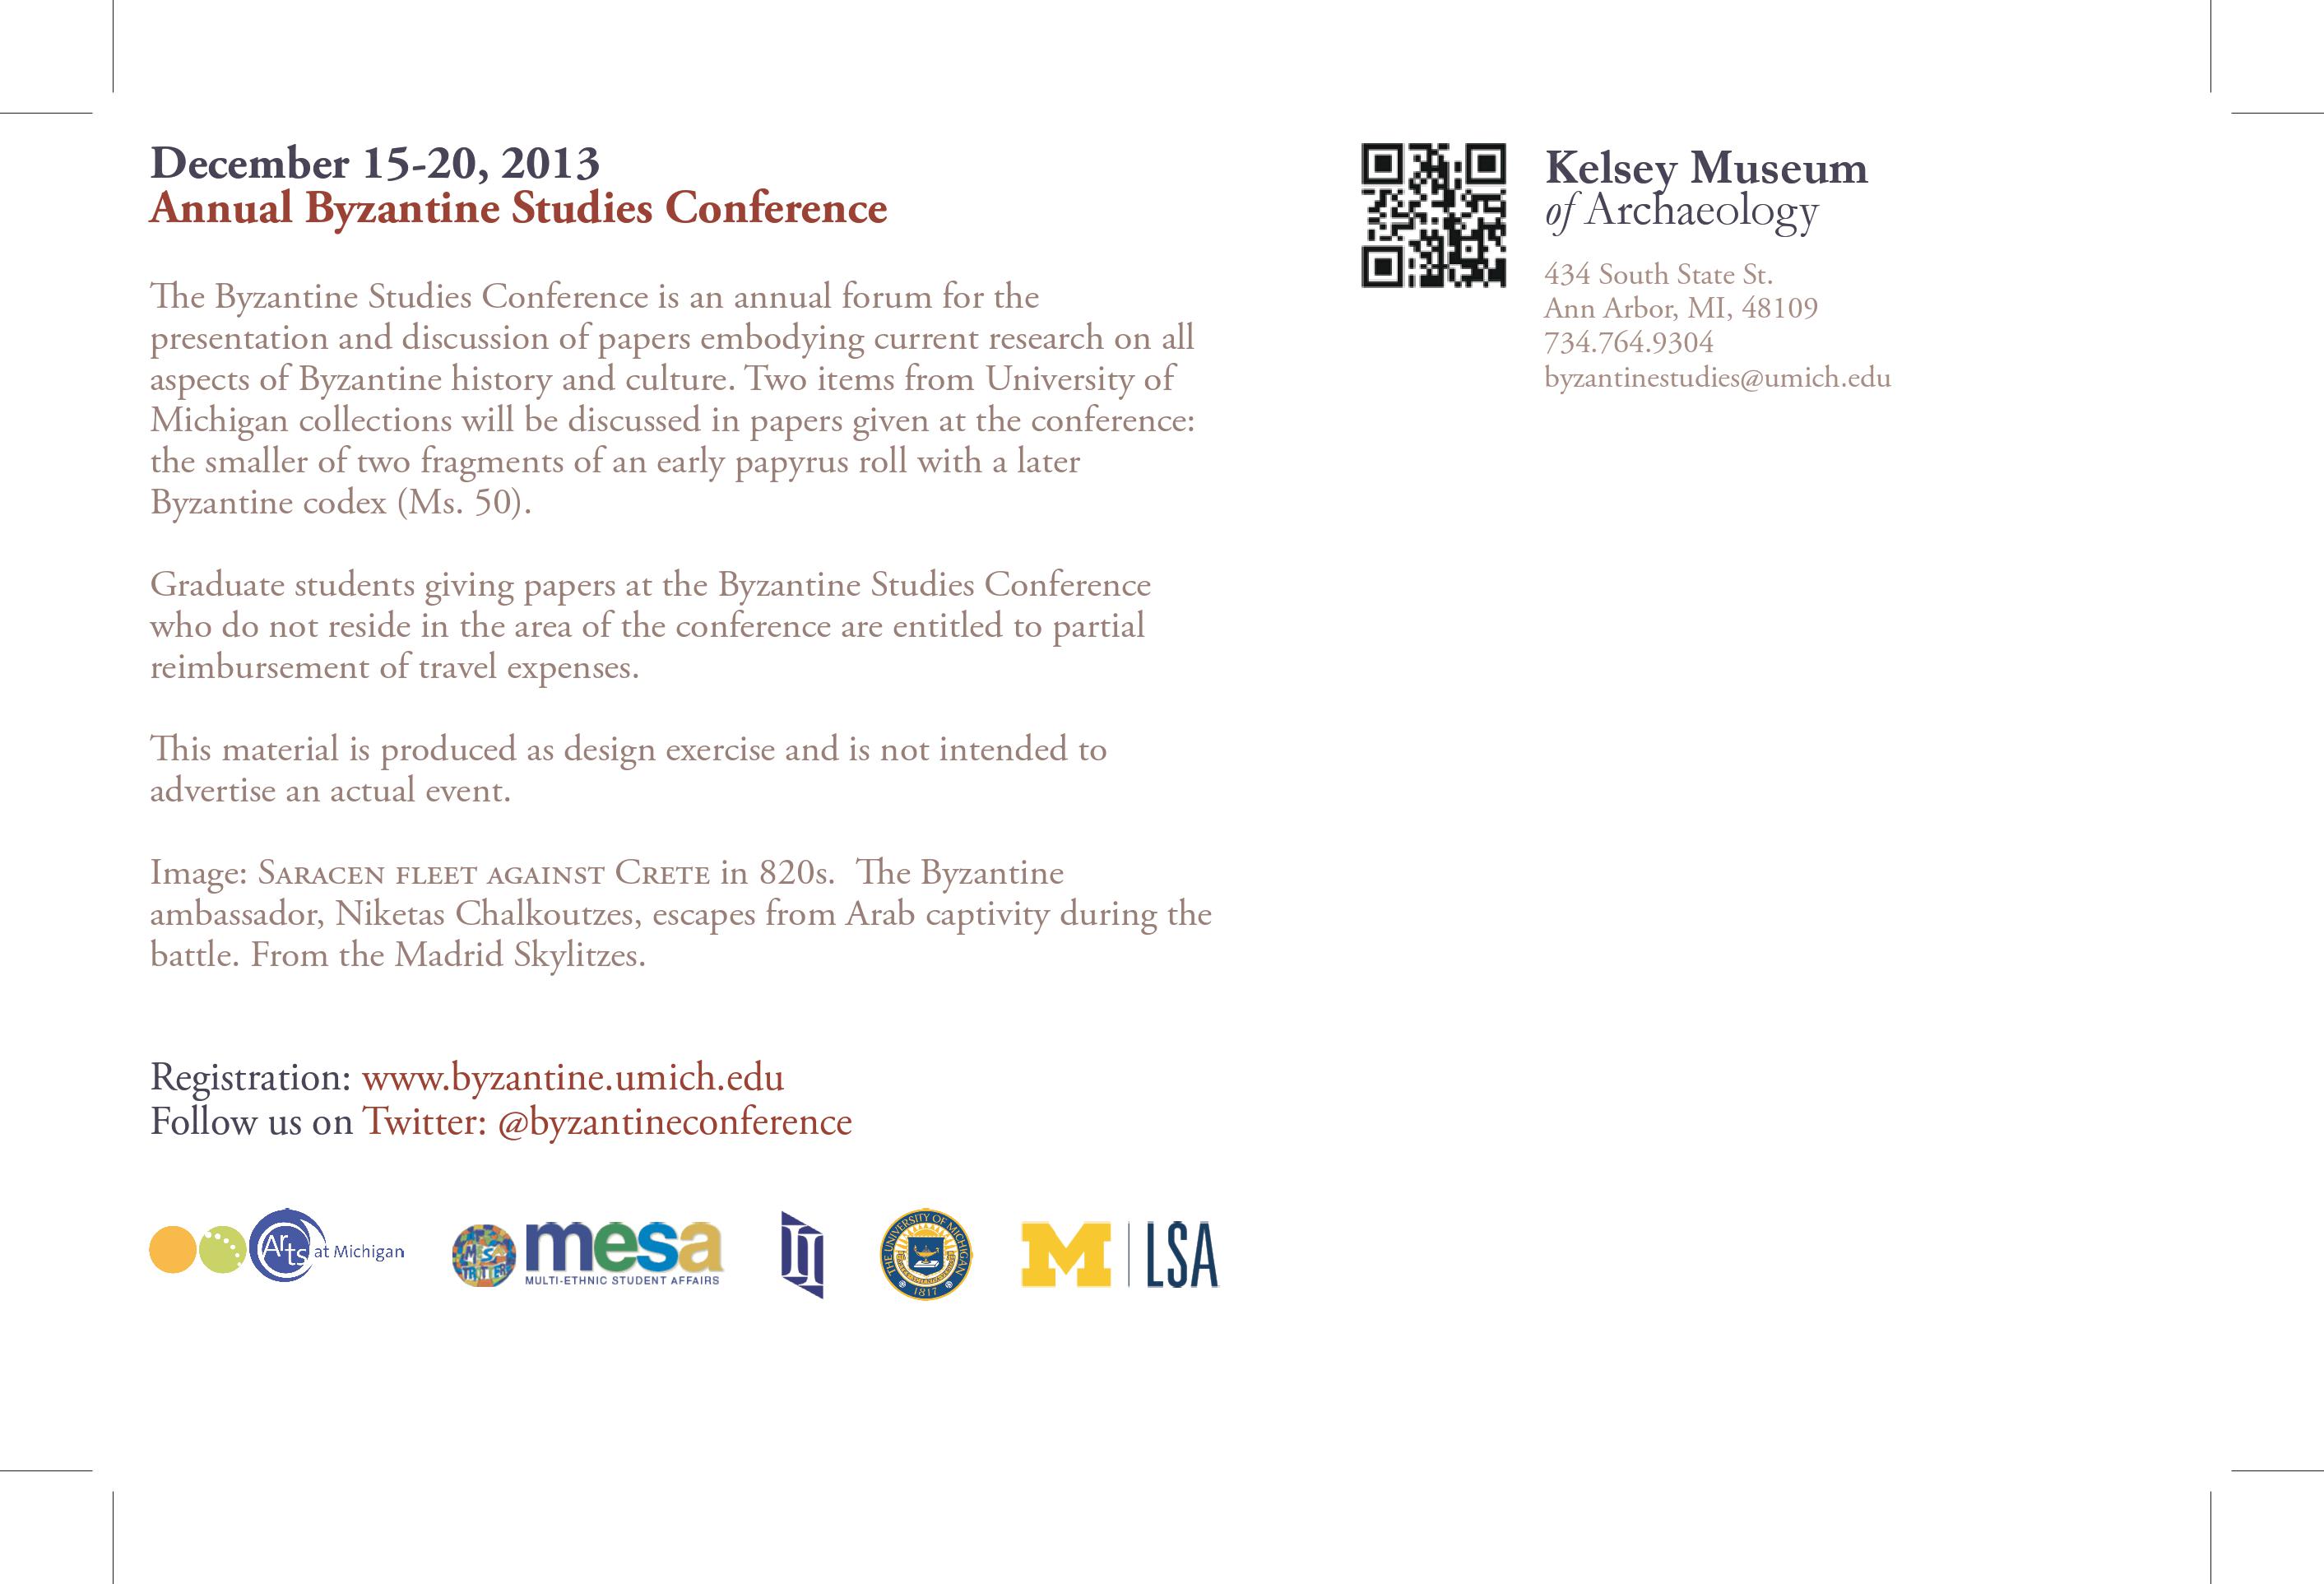 December 15-20, 2013
Annual Byzantine Studies Conference
The Byzantine Studies Conference is an annual forum for the
presentation and discussion of papers embodying current research on all
aspects of Byzantine history and culture. Two items from University of
Michigan collections will be discussed in papers given at the conference:
the smaller of two fragments of an early papyrus roll with a later
Byzantine codex (Ms. 50).
Graduate students giving papers at the Byzantine Studies Conference
who do not reside in the area of the conference are entitled to partial
reimbursement of travel expenses.
This material is produced as design exercise and is not intended to
advertise an actual event.
Image: Saracen fleet against Crete in 820s.  The Byzantine
ambassador, Niketas Chalkoutzes, escapes from Arab captivity during the
battle. From the Madrid Skylitzes.
Registration: www.byzantine.umich.edu
Follow us on Twitter: @byzantineconference
Arts at Michigan
MESA
TROTTER
mesa
MULTI-ETHNIC STUDENT AFFAIRS
THE UNIVERSITY OF MICHIGAN
1817
M | LSA
Kelsey Museum
of Archaeology
434 South State St.
Ann Arbor, MI, 48109
734.764.9304
byzantinestudies@umich.edu